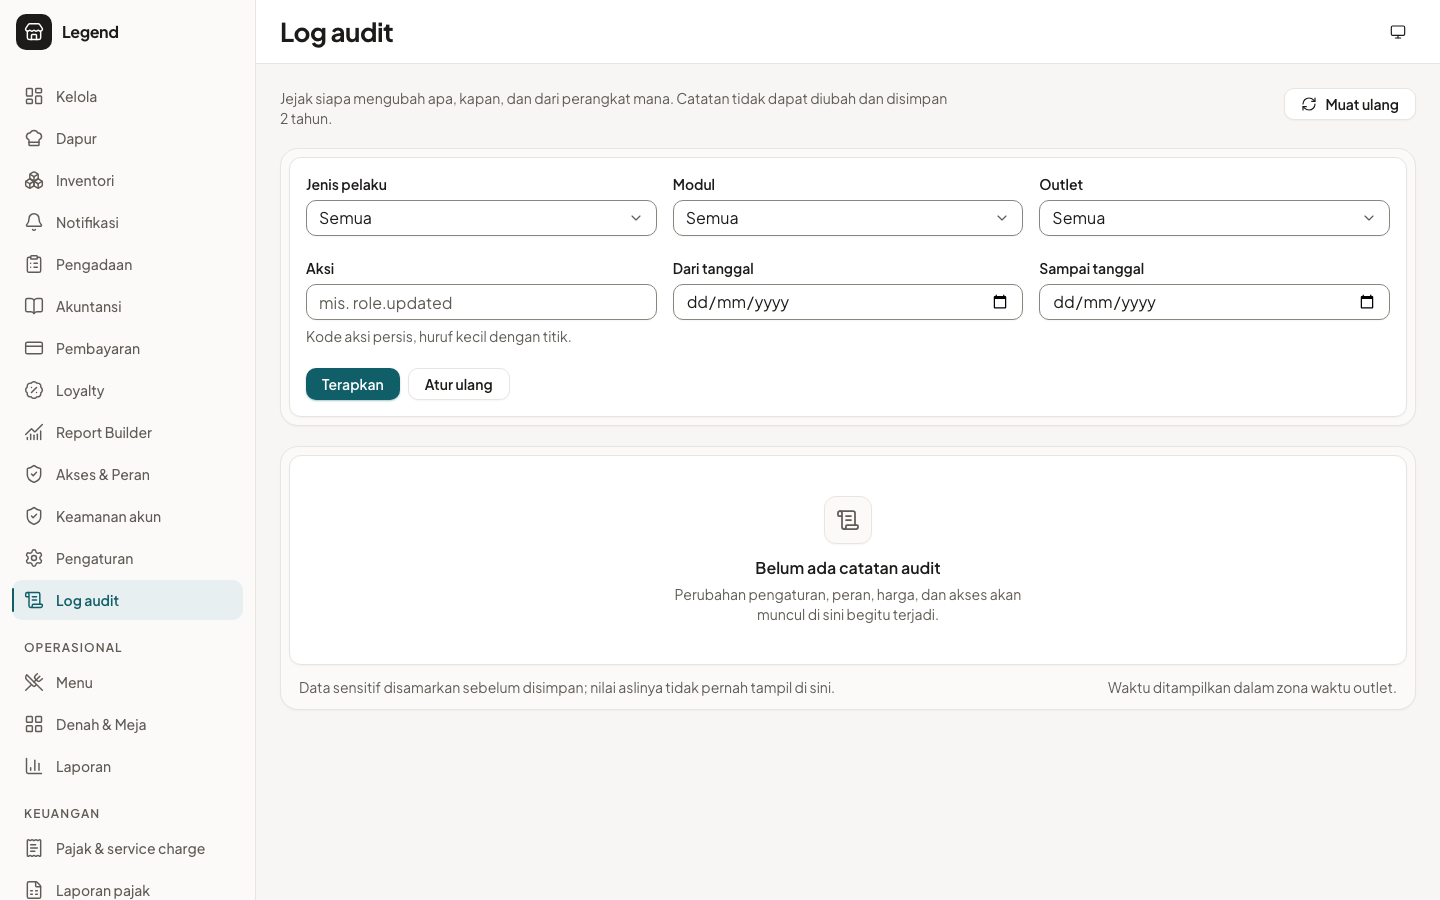 Legend
Kelola
Dapur
Inventori
Notifikasi
Pengadaan
Akuntansi
Pembayaran
Loyalty
Report Builder
Akses & Peran
Keamanan akun
Pengaturan
Log audit
OPERASIONAL
Menu
Denah & Meja
Laporan
KEUANGAN
Pajak & service charge
Laporan pajak
Log audit
Jejak siapa mengubah apa, kapan, dan dari perangkat mana. Catatan tidak dapat diubah dan disimpan
2 tahun.
Muat ulang
Jenis pelaku
Semua
Modul
Semua
Outlet
Semua
Aksi
mis. role.updated
Kode aksi persis, huruf kecil dengan titik.
Dari tanggal
dd/mm/yyyy
Sampai tanggal
dd/mm/yyyy
Terapkan
Atur ulang
Belum ada catatan audit
Perubahan pengaturan, peran, harga, dan akses akan
muncul di sini begitu terjadi.
Data sensitif disamarkan sebelum disimpan; nilai aslinya tidak pernah tampil di sini.
Waktu ditampilkan dalam zona waktu outlet.